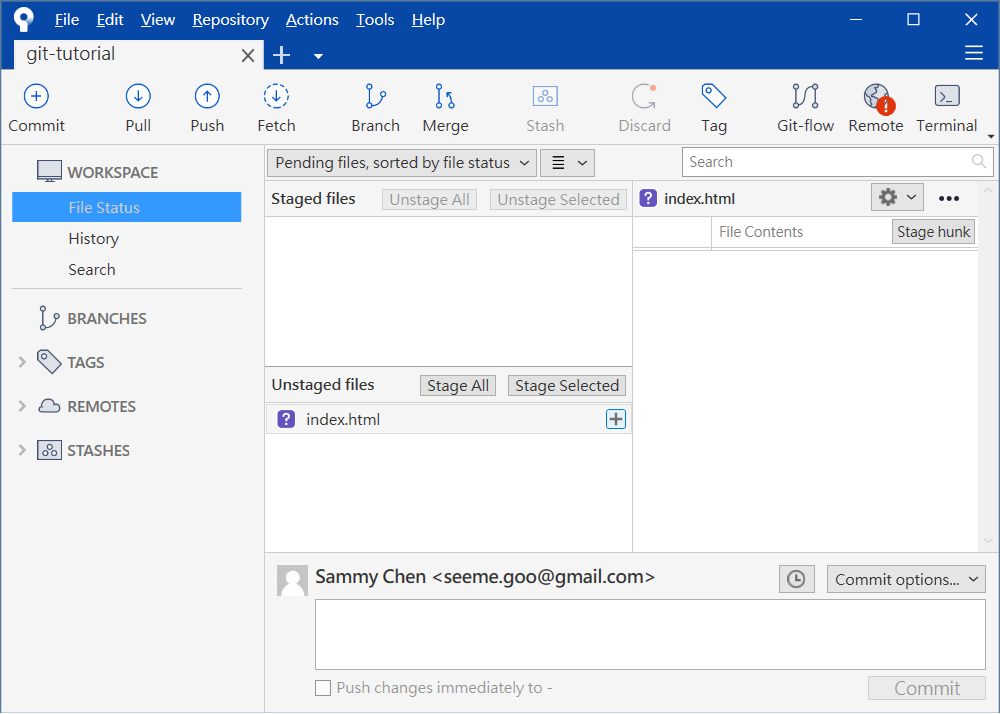 File Edit View Repository Actions Tools Help
git-tutorial
Commit Pull Push Fetch Branch Merge Stash Discard Tag Git-flow Remote Terminal
WORKSPACE
File Status
History
Search
BRANCHES
TAGS
REMOTES
STASHES
Pending files, sorted by file status
Search
Staged files Unstage All Unstage Selected
Unstaged files Stage All Stage Selected
? index.html
? index.html
File Contents Stage hunk
Sammy Chen <seeme.goo@gmail.com>
Commit options...
Push changes immediately to -
Commit